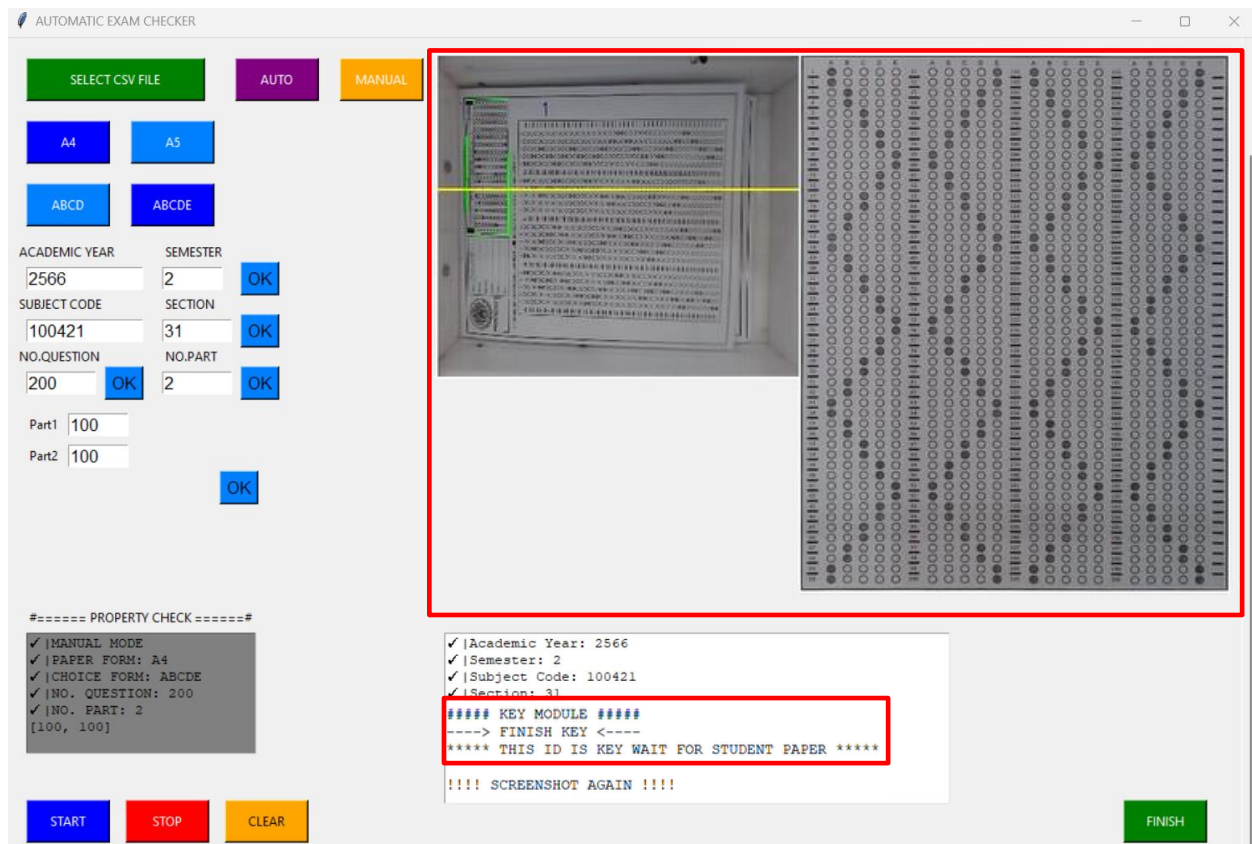 AUTOMATIC EXAM CHECKER
SELECT CSV FILE
AUTO
MANUAL
A4
A5
ABCD
ABCDE
ACADEMIC YEAR
SEMESTER
2566
2
OK
SUBJECT CODE
SECTION
100421
31
OK
NO.QUESTION
NO.PART
200
OK
2
OK
Part1 100
Part2 100
OK
#====== PROPERTY CHECK ======#
✓|MANUAL MODE
✓|PAPER FORM: A4
✓|CHOICE FORM: ABCDE
✓|NO. QUESTION: 200
✓|NO. PART: 2
[100, 100]
START
STOP
CLEAR
1
A B C D E A B C D E A B C D E A B C D E
✓|Academic Year: 2566
✓|Semester: 2
✓|Subject Code: 100421
✓|Section: 31
##### KEY MODULE #####
----> FINISH KEY <----
***** THIS ID IS KEY WAIT FOR STUDENT PAPER *****
!!!! SCREENSHOT AGAIN !!!!
FINISH